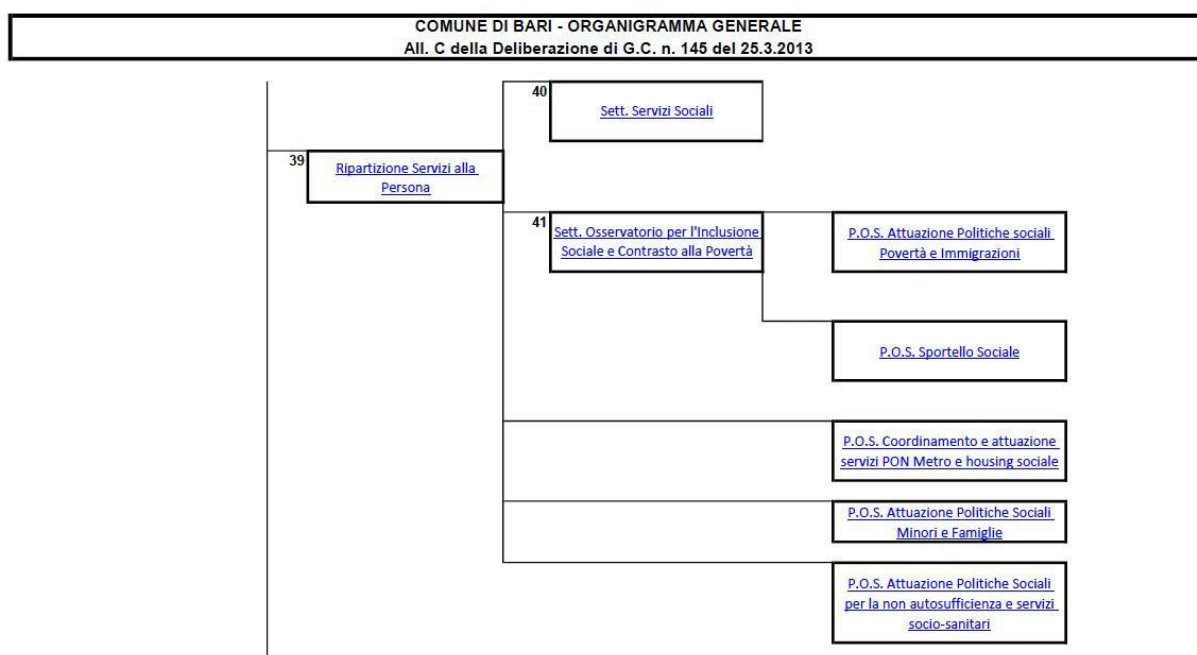 COMUNE DI BARI - ORGANIGRAMMA GENERALE
All. C della Deliberazione di G.C. n. 145 del 25.3.2013
40
Sett. Servizi Sociali
39
Ripartizione Servizi alla
Persona
41
Sett. Osservatorio per l'Inclusione
Sociale e Contrasto alla Povertà
P.O.S. Attuazione Politiche sociali
Povertà e Immigrazioni
P.O.S. Sportello Sociale
P.O.S. Coordinamento e attuazione
servizi PON Metro e housing sociale
P.O.S. Attuazione Politiche Sociali
Minori e Famiglie
P.O.S. Attuazione Politiche Sociali
per la non autosufficienza e servizi
socio-sanitari